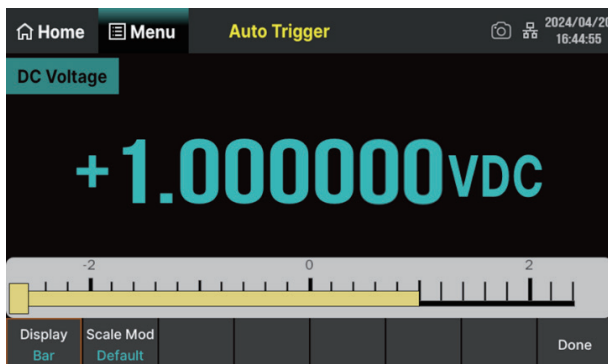 Home Menu Auto Trigger 2024/04/20
16:44:55
DC Voltage
+1.000000VDC
-2 0 2
Display Scale Mod
Bar Default Done